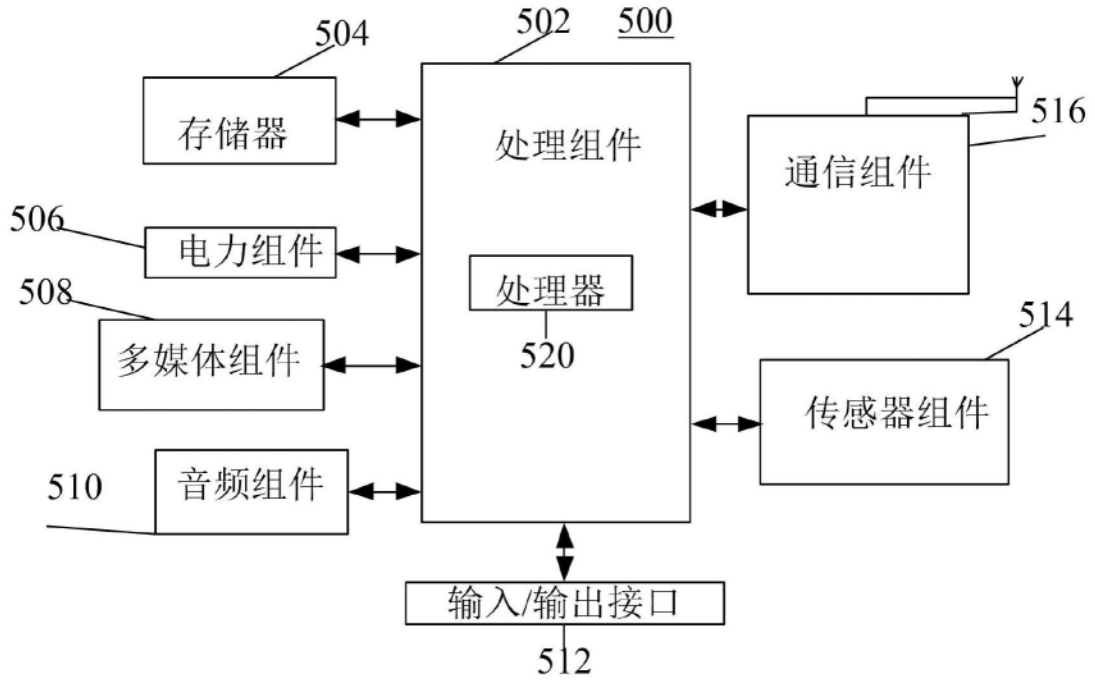 504
502
500
存储器
处理组件
516
通信组件
506
电力组件
处理器
520
508
多媒体组件
514
传感器组件
510
音频组件
输入/输出接口
512